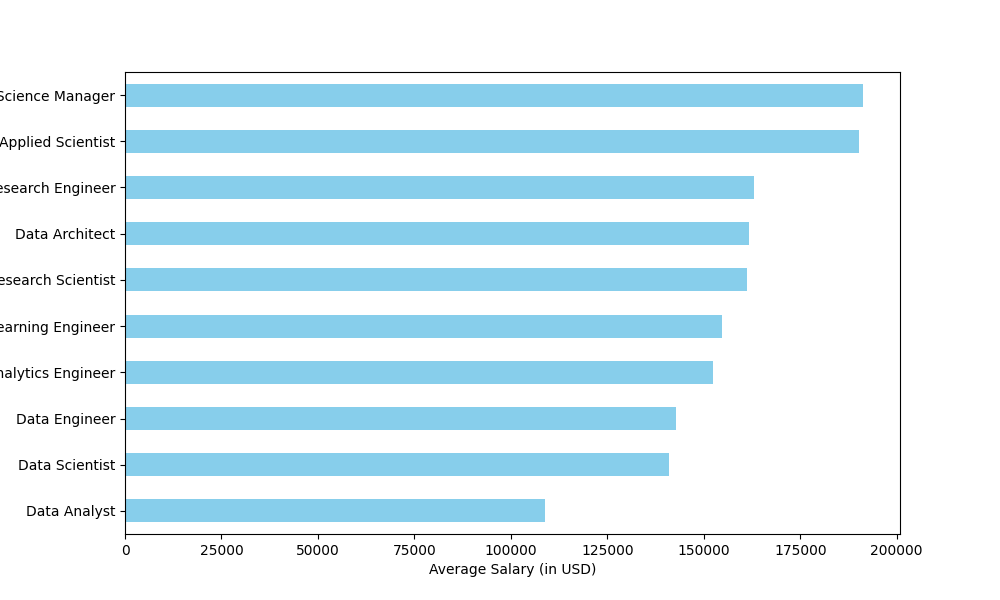 Science Manager
Applied Scientist
esearch Engineer
Data Architect
esearch Scientist
earning Engineer
nalytics Engineer
Data Engineer
Data Scientist
Data Analyst
0 25000 50000 75000 100000 125000 150000 175000 200000
Average Salary (in USD)